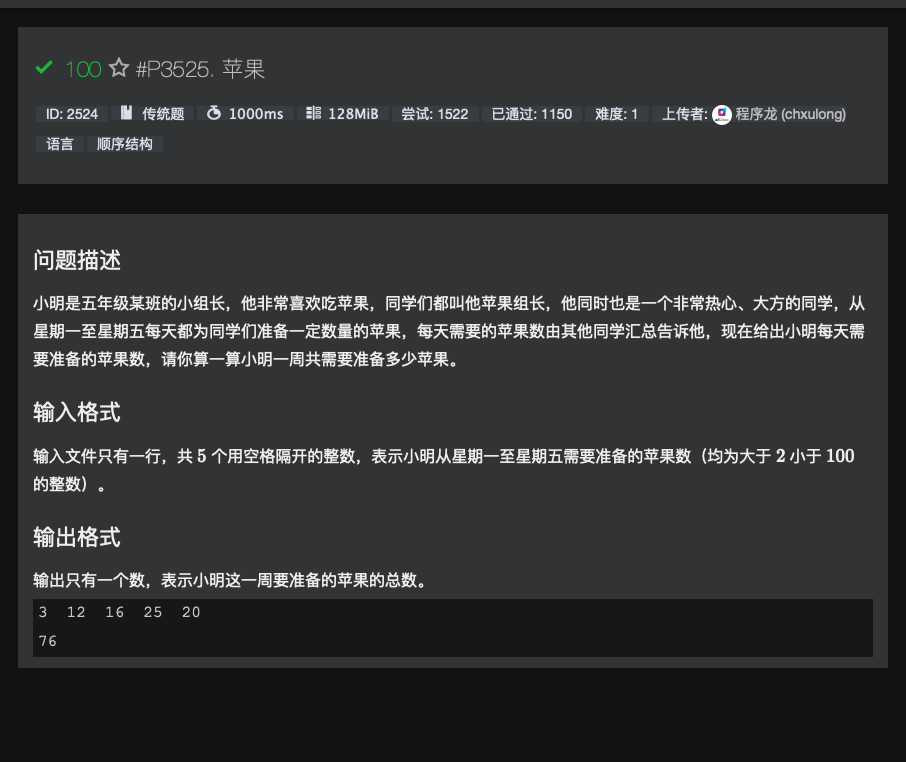 100 #P3525. 苹果
ID: 2524 传统题 1000ms 128MiB 尝试: 1522 已通过: 1150 难度: 1 上传者: 程序龙 (chxulong)
语言 顺序结构
问题描述
小明是五年级某班的小组长，他非常喜欢吃苹果，同学们都叫他苹果组长，他同时也是一个非常热心、大方的同学，从
星期一至星期五每天都为同学们准备一定数量的苹果，每天需要的苹果数由其他同学汇总告诉他，现在给出小明每天需
要准备的苹果数，请你算一算小明一周共需要准备多少苹果。
输入格式
输入文件只有一行，共 5 个用空格隔开的整数，表示小明从星期一至星期五需要准备的苹果数（均为大于 2 小于 100
的整数）。
输出格式
输出只有一个数，表示小明这一周要准备的苹果的总数。
3  12  16  25  20
76